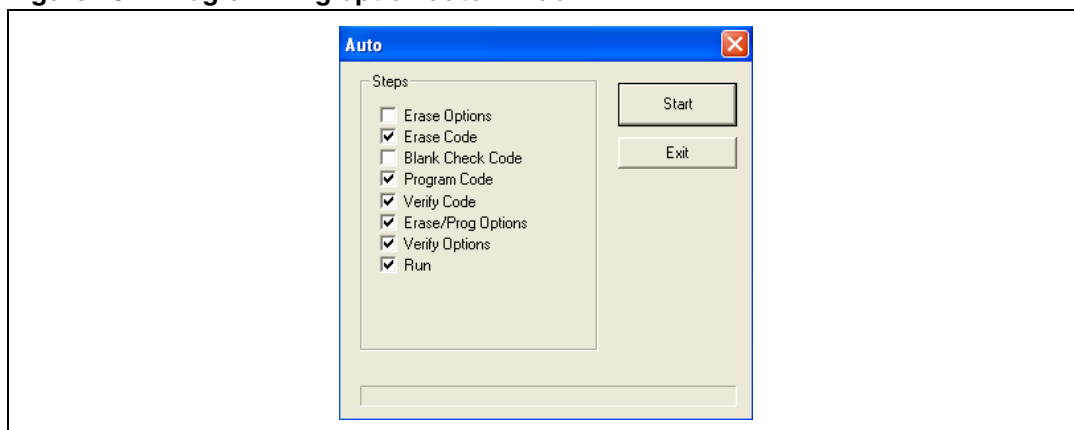 Auto
Steps
Erase Options
Erase Code
Blank Check Code
Program Code
Verify Code
Erase/Prog Options
Verify Options
Run
Start
Exit